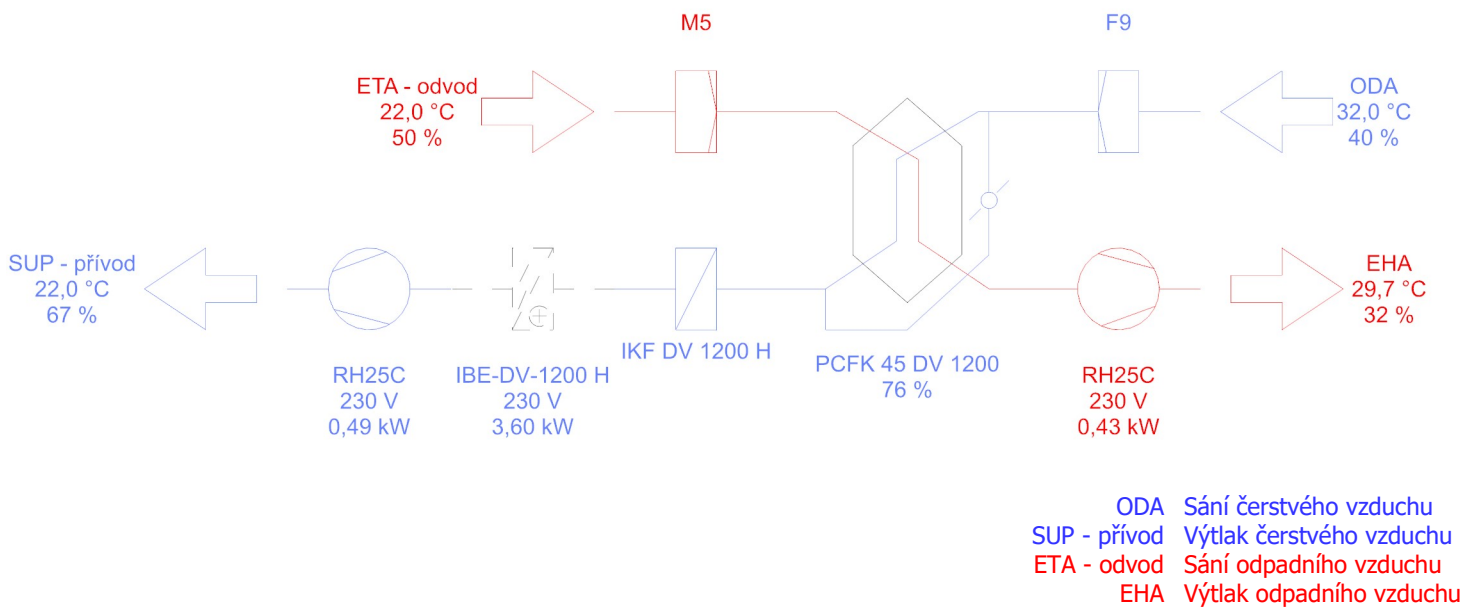 M5
F9
ETA - odvod
22,0 °C
50 %
ODA
32,0 °C
40 %
SUP - přívod
22,0 °C
67 %
EHA
29,7 °C
32 %
RH25C
230 V
0,49 kW
IBE-DV-1200 H
230 V
3,60 kW
IKF DV 1200 H
PCFK 45 DV 1200
76 %
RH25C
230 V
0,43 kW
ODA Sání čerstvého vzduchu
SUP - přívod Výtlak čerstvého vzduchu
ETA - odvod Sání odpadního vzduchu
EHA Výtlak odpadního vzduchu